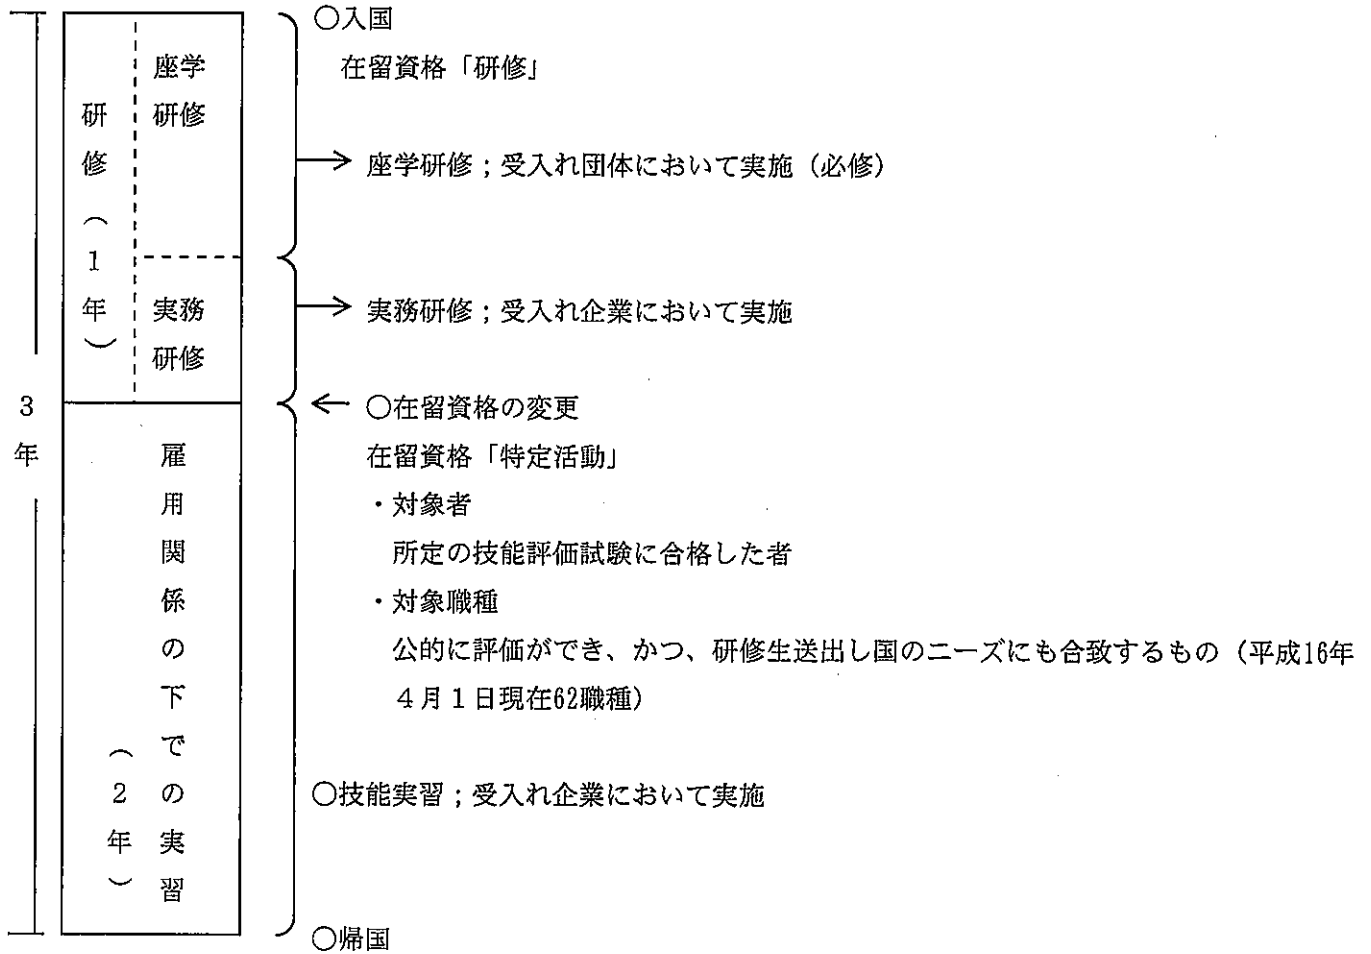 3年
研修(1年)
座学
研修
実務
研修
雇用関係の下での実習
(2年)
○入国
在留資格「研修」
座学研修;受入れ団体において実施(必修)
実務研修;受入れ企業において実施
○在留資格の変更
在留資格「特定活動」
・対象者
所定の技能評価試験に合格した者
・対象職種
公的に評価ができ、かつ、研修生送出し国のニーズにも合致するもの(平成16年
4月1日現在62職種)
○技能実習;受入れ企業において実施
○帰国